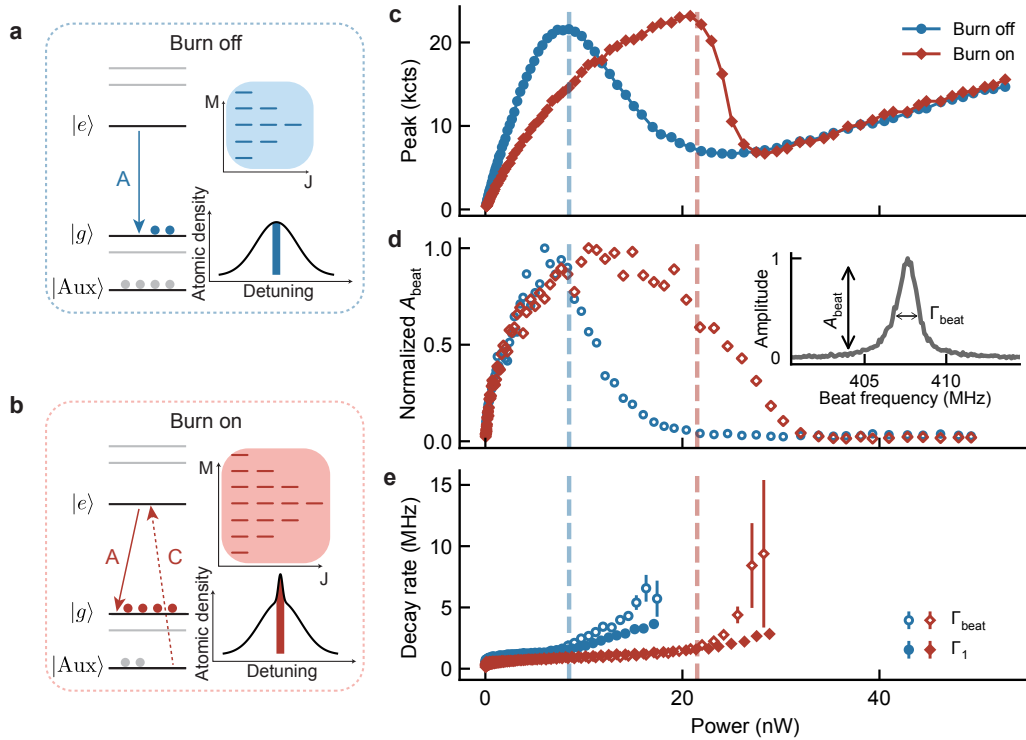 a
Burn off
|e⟩
A
|g⟩
|Aux⟩
M
J
Atomic density
Detuning
b
Burn on
|e⟩
A
C
|g⟩
|Aux⟩
M
J
Atomic density
Detuning
c
Peak (kcts)
20
10
0
Burn off
Burn on
d
Normalized A_beat
1.0
0.5
0.0
Amplitude
1
0
A_beat
Γ_beat
405
410
Beat frequency (MHz)
e
Decay rate (MHz)
15
10
5
0
Γ_beat
Γ_1
0
20
40
Power (nW)